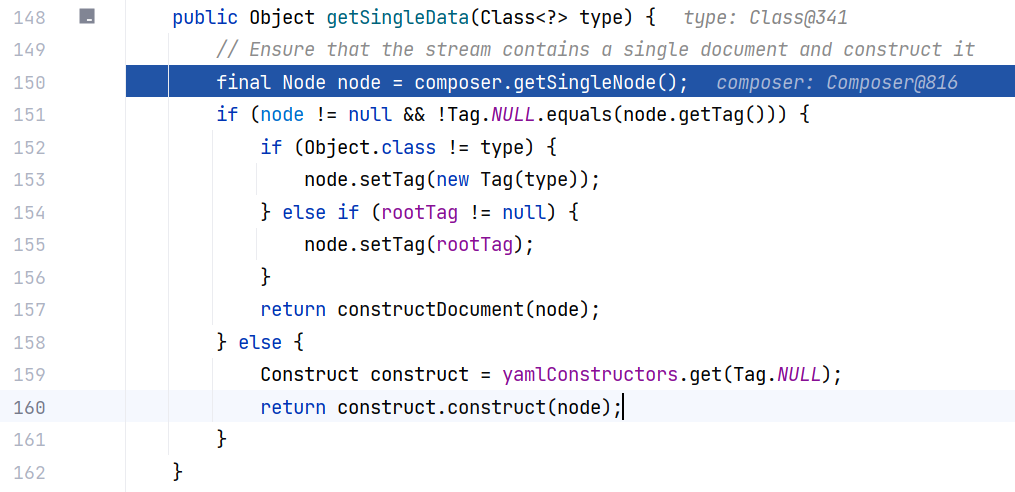 148 public Object getSingleData(Class<?> type) { type: Class@341
149 // Ensure that the stream contains a single document and construct it
150 final Node node = composer.getSingleNode(); composer: Composer@816
151 if (node != null && !Tag.NULL.equals(node.getTag())) {
152 if (Object.class != type) {
153 node.setTag(new Tag(type));
154 } else if (rootTag != null) {
155 node.setTag(rootTag);
156 }
157 return constructDocument(node);
158 } else {
159 Construct construct = yamlConstructors.get(Tag.NULL);
160 return construct.construct(node);
161 }
162 }